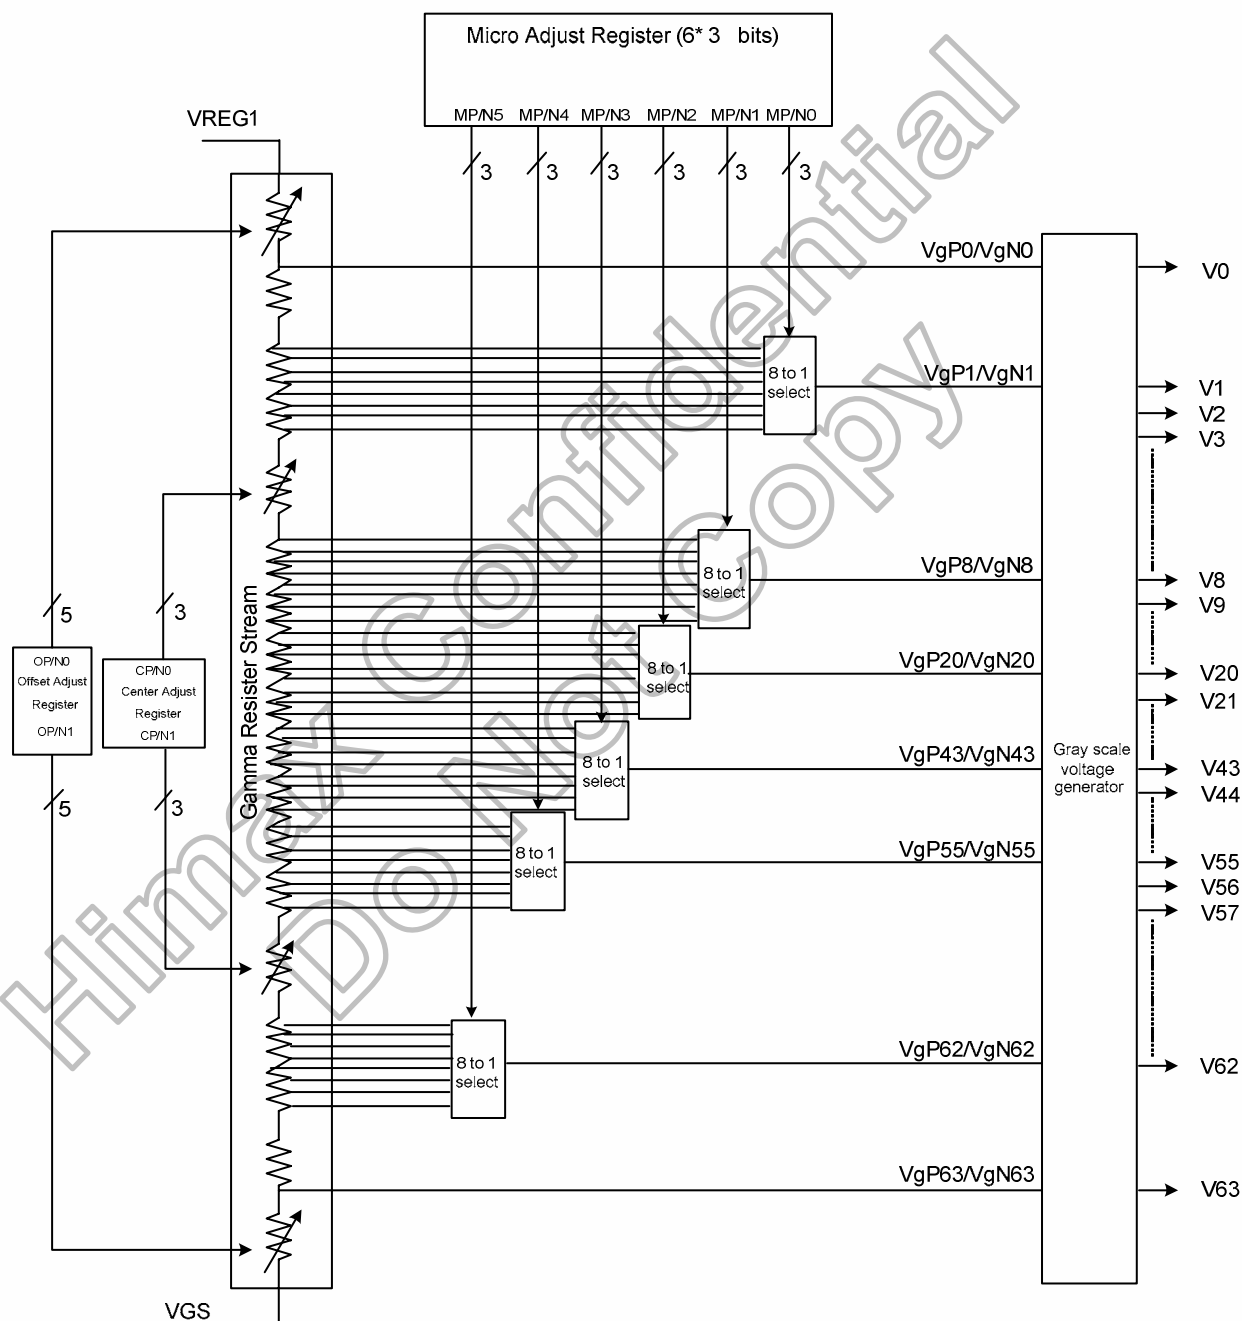 Micro Adjust Register (6* 3 bits)
MP/N5 MP/N4 MP/N3 MP/N2 MP/N1 MP/N0
VREG1
3 3 3 3 3 3
VgP0/VgN0
V0
8 to 1
select
VgP1/VgN1
V1
V2
V3
8 to 1
select
VgP8/VgN8
V8
V9
5
3
8 to 1
select
VgP20/VgN20
V20
V21
OP/N0
Offset Adjust
Register
OP/N1
CP/N0
Center Adjust
Register
CP/N1
Gamma Resister Stream
8 to 1
select
VgP43/VgN43
Gray scale
voltage
generator
V43
V44
5
3
8 to 1
select
VgP55/VgN55
V55
V56
V57
8 to 1
select
VgP62/VgN62
V62
VgP63/VgN63
V63
VGS
Himax Confidential
Do Not Copy